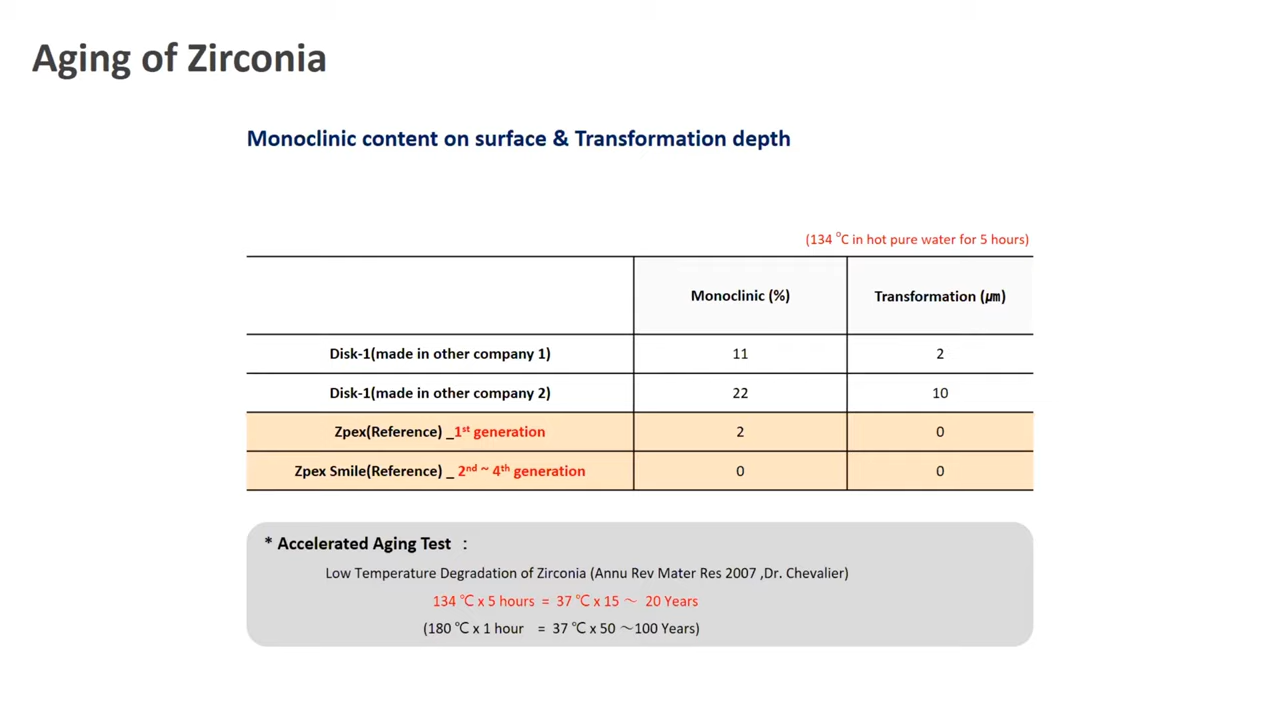 Aging of Zirconia
Monoclinic content on surface & Transformation depth
(134 °C in hot pure water for 5 hours)
Monoclinic (%) Transformation (㎛)
Disk-1(made in other company 1) 11 2
Disk-1(made in other company 2) 22 10
Zpex(Reference) _1st generation 2 0
Zpex Smile(Reference) _ 2nd ~ 4th generation 0 0
* Accelerated Aging Test :
Low Temperature Degradation of Zirconia (Annu Rev Mater Res 2007 ,Dr. Chevalier)
134 ℃ x 5 hours = 37 ℃ x 15 ～ 20 Years
(180 ℃ x 1 hour = 37 ℃ x 50 ～100 Years)